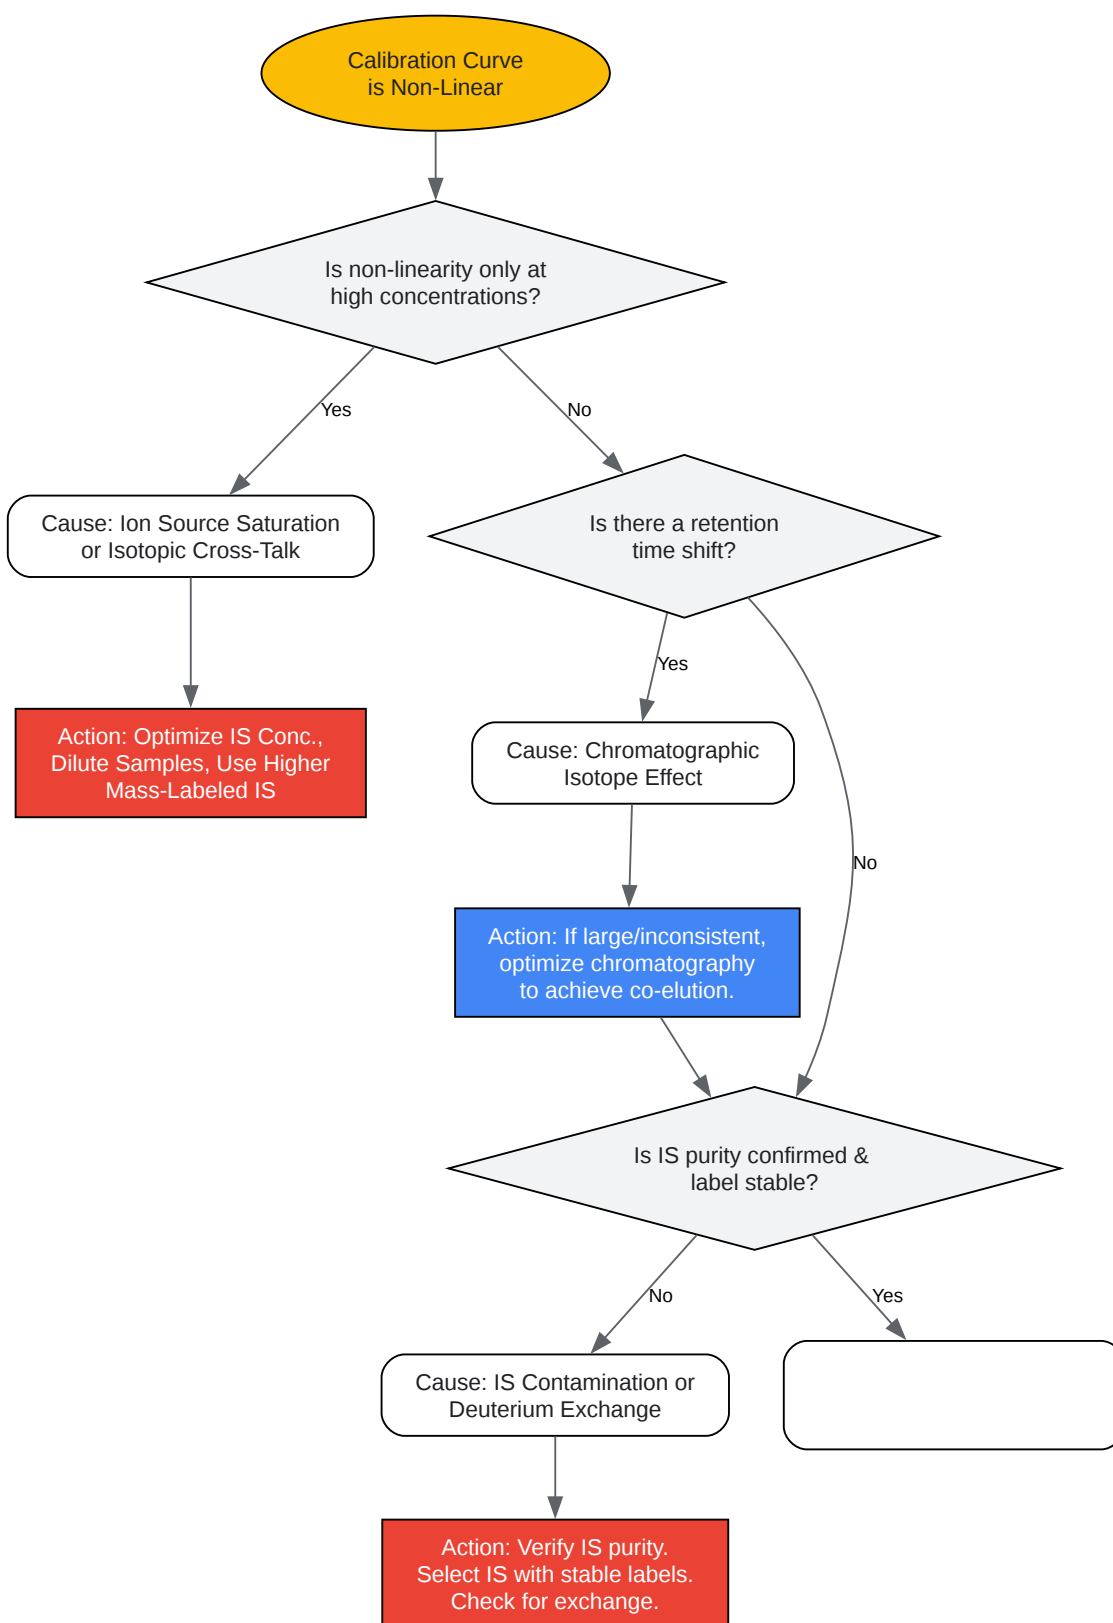 Calibration Curve
is Non-Linear
Is non-linearity only at
high concentrations?
Yes
No
Cause: Ion Source Saturation
or Isotopic Cross-Talk
Is there a retention
time shift?
Action: Optimize IS Conc.,
Dilute Samples, Use Higher
Mass-Labeled IS
Yes
Cause: Chromatographic
Isotope Effect
No
Action: If large/inconsistent,
optimize chromatography
to achieve co-elution.
Is IS purity confirmed &
label stable?
No
Yes
Cause: IS Contamination or
Deuterium Exchange
Action: Verify IS purity.
Select IS with stable labels.
Check for exchange.